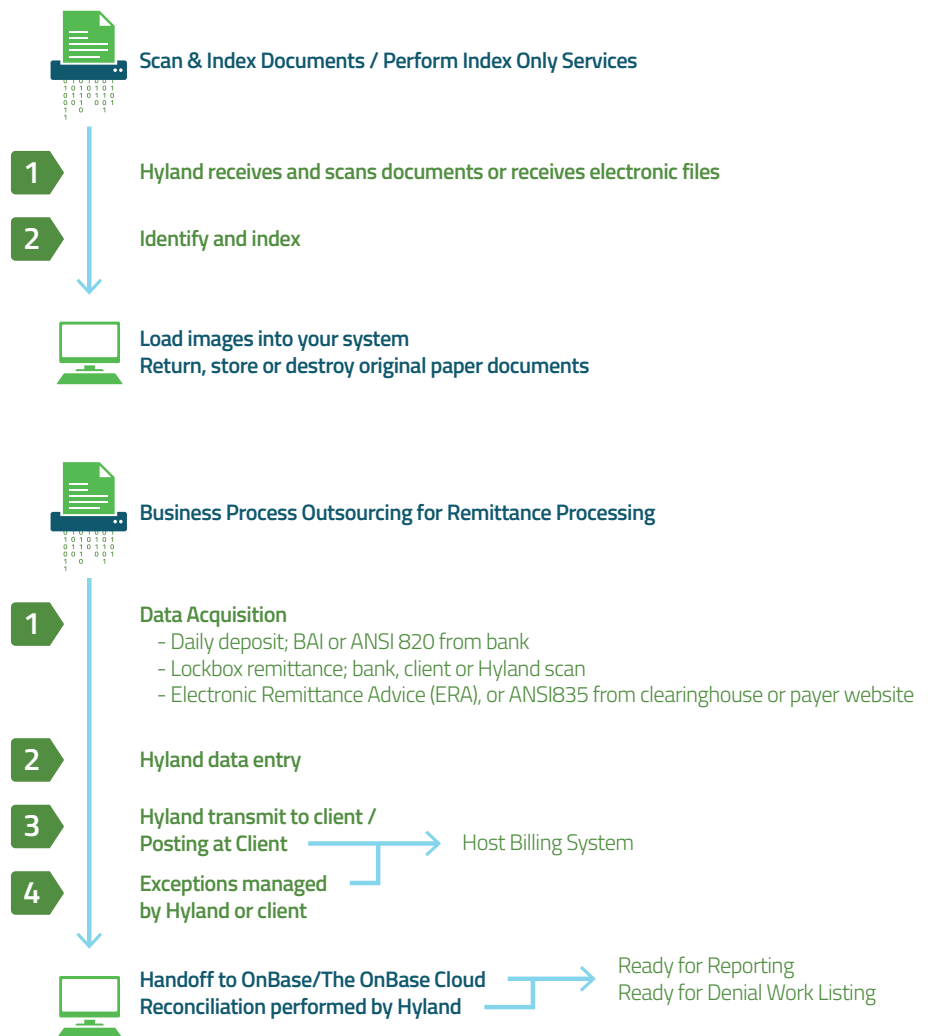 Scan & Index Documents / Perform Index Only Services
1
Hyland receives and scans documents or receives electronic files
2
Identify and index
Load images into your system
Return, store or destroy original paper documents
Business Process Outsourcing for Remittance Processing
1
Data Acquisition
- Daily deposit; BAI or ANSI 820 from bank
- Lockbox remittance; bank, client or Hyland scan
- Electronic Remittance Advice (ERA), or ANSI835 from clearinghouse or payer website
2
Hyland data entry
3
Hyland transmit to client /
Posting at Client
Host Billing System
4
Exceptions managed
by Hyland or client
Handoff to OnBase/The OnBase Cloud
Reconciliation performed by Hyland
Ready for Reporting
Ready for Denial Work Listing